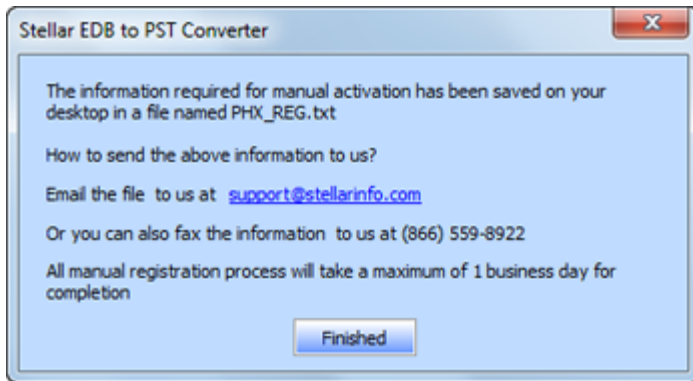 Stellar EDB to PST Converter
The information required for manual activation has been saved on your
desktop in a file named PHX_REG.txt
How to send the above information to us?
Email the file to us at support@stellarinfo.com
Or you can also fax the information to us at (866) 559-8922
All manual registration process will take a maximum of 1 business day for
completion
Finished